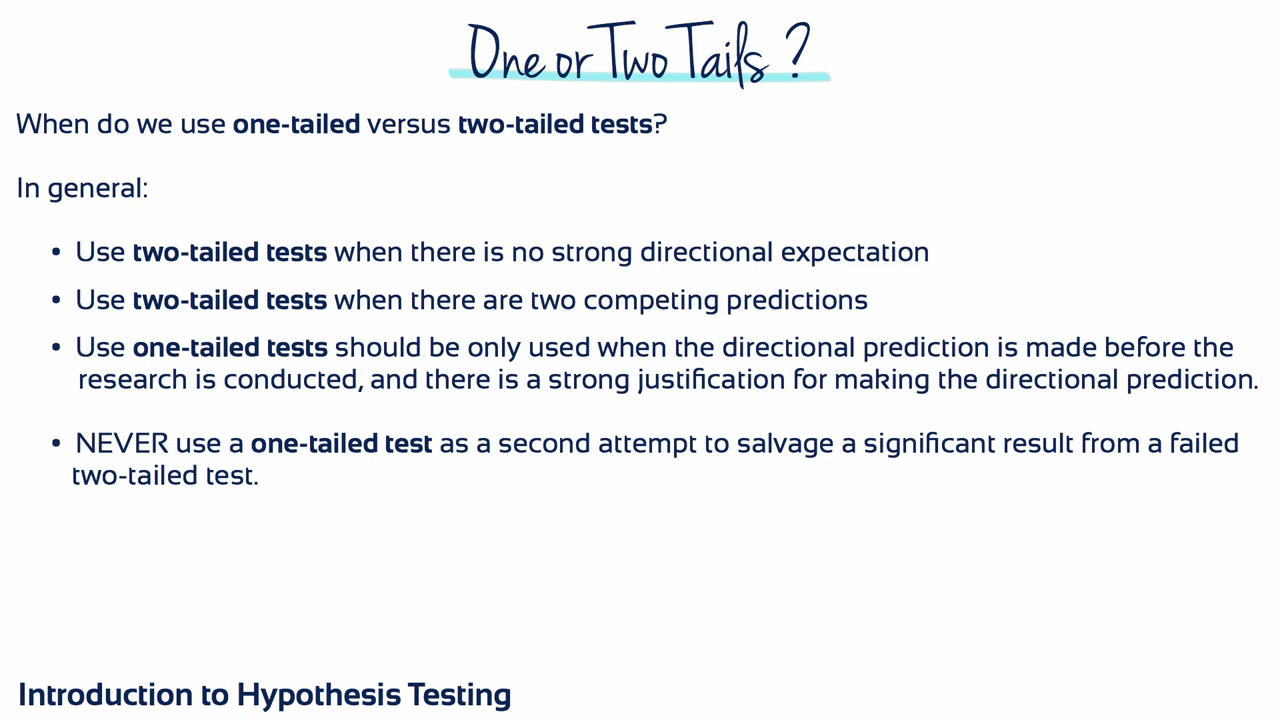 One or Two Tails ?
When do we use one-tailed versus two-tailed tests?
In general:
• Use two-tailed tests when there is no strong directional expectation
• Use two-tailed tests when there are two competing predictions
• Use one-tailed tests should be only used when the directional prediction is made before the
research is conducted, and there is a strong justification for making the directional prediction.
• NEVER use a one-tailed test as a second attempt to salvage a significant result from a failed
two-tailed test.
Introduction to Hypothesis Testing